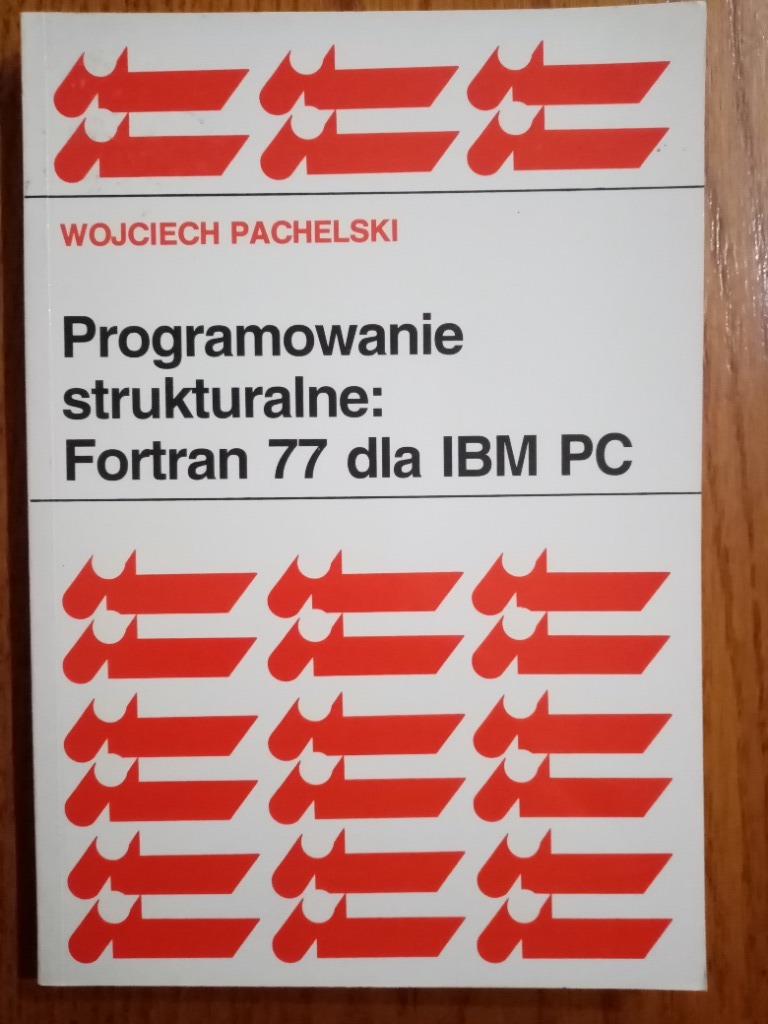 WOJCIECH PACHELSKI
Programowanie
strukturalne:
Fortran 77 dla IBM PC